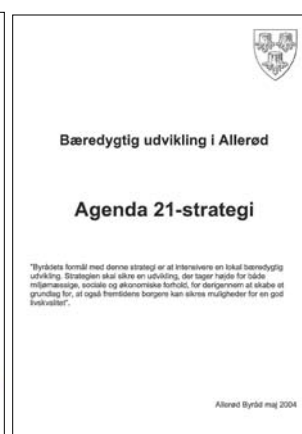 Bæredygtig udvikling i Allerød
Agenda 21-strategi
"Byrådets formål med denne strategi er at intensivere en lokal bæredygtig
udvikling. Strategien skal sikre en udvikling, der tager højde for både
miljømæssige, sociale og økonomiske forhold, for derigennem at skabe et
grundlag for, at også fremtidens borgere kan sikres muligheder for en god
livskvalitet".
Allerød Byråd maj 2004